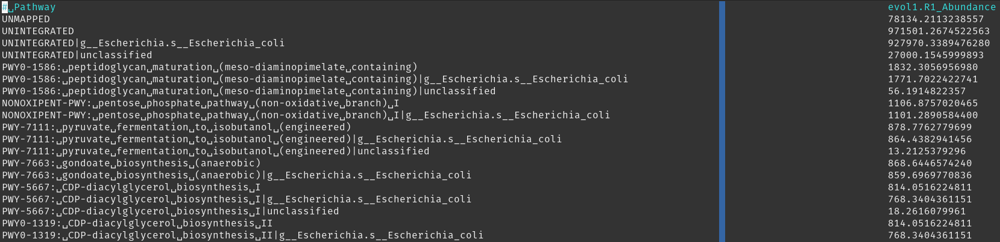 #␣Pathway evol1.R1_Abundance
UNMAPPED 78134.2113238557
UNINTEGRATED 971501.2674522563
UNINTEGRATED|g__Escherichia.s__Escherichia_coli 927970.3389476280
UNINTEGRATED|unclassified 27000.1545999893
PWY0-1586:␣peptidoglycan␣maturation␣(meso-diaminopimelate␣containing) 1832.3056956980
PWY0-1586:␣peptidoglycan␣maturation␣(meso-diaminopimelate␣containing)|g__Escherichia.s__Escherichia_coli 1771.7022422741
PWY0-1586:␣peptidoglycan␣maturation␣(meso-diaminopimelate␣containing)|unclassified 56.1914822357
NONOXIPENT-PWY:␣pentose␣phosphate␣pathway␣(non-oxidative␣branch)␣I 1106.8757020465
NONOXIPENT-PWY:␣pentose␣phosphate␣pathway␣(non-oxidative␣branch)␣I|g__Escherichia.s__Escherichia_coli 1101.2890584400
PWY-7111:␣pyruvate␣fermentation␣to␣isobutanol␣(engineered) 878.7762779699
PWY-7111:␣pyruvate␣fermentation␣to␣isobutanol␣(engineered)|g__Escherichia.s__Escherichia_coli 864.4382941456
PWY-7111:␣pyruvate␣fermentation␣to␣isobutanol␣(engineered)|unclassified 13.2125379296
PWY-7663:␣gondoate␣biosynthesis␣(anaerobic) 868.6446574240
PWY-7663:␣gondoate␣biosynthesis␣(anaerobic)|g__Escherichia.s__Escherichia_coli 859.6969770836
PWY-5667:␣CDP-diacylglycerol␣biosynthesis␣I 814.0516224811
PWY-5667:␣CDP-diacylglycerol␣biosynthesis␣I|g__Escherichia.s__Escherichia_coli 768.3404361151
PWY-5667:␣CDP-diacylglycerol␣biosynthesis␣I|unclassified 18.2616079961
PWY0-1319:␣CDP-diacylglycerol␣biosynthesis␣II 814.0516224811
PWY0-1319:␣CDP-diacylglycerol␣biosynthesis␣II|g__Escherichia.s__Escherichia_coli 768.3404361151